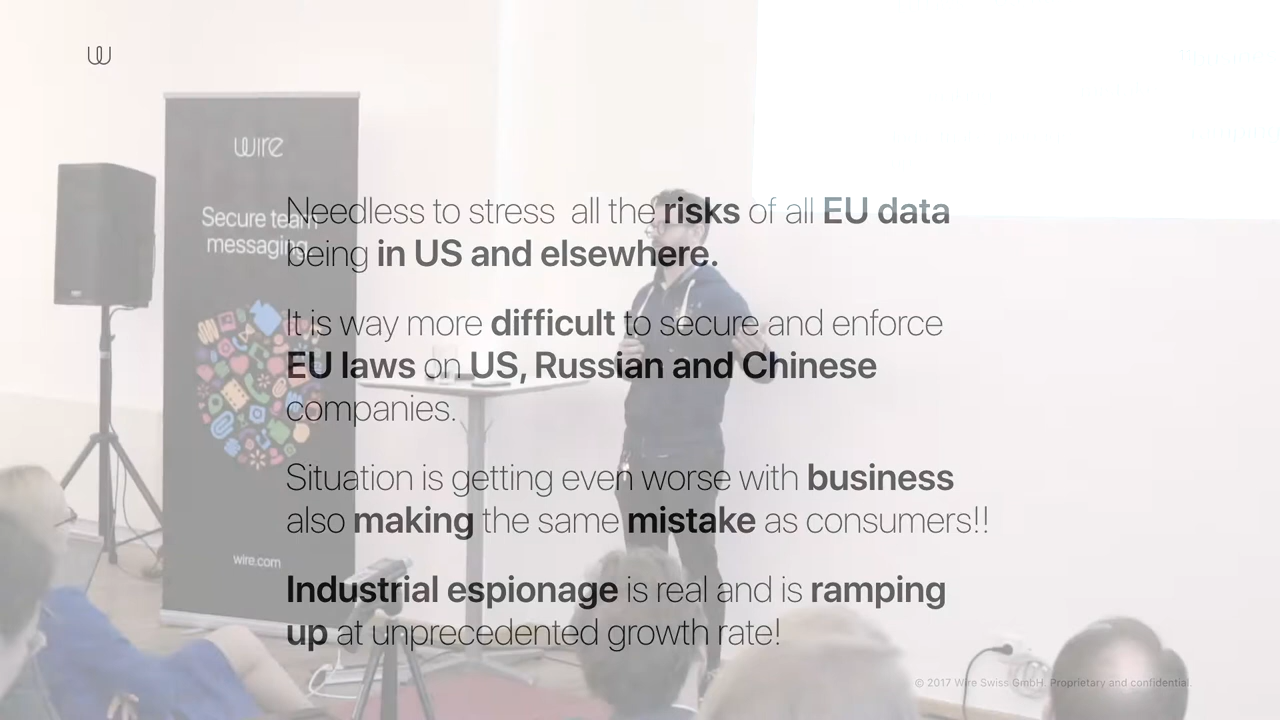 wire
Secure team
messaging
Needless to stress all the risks of all EU data
being in US and elsewhere.
It is way more difficult to secure and enforce
EU laws on US, Russian and Chinese
companies.
Situation is getting even worse with business
also making the same mistake as consumers!!
Industrial espionage is real and is ramping
up at unprecedented growth rate!
wire.com
© 2017 Wire Swiss GmbH. Proprietary and confidential.